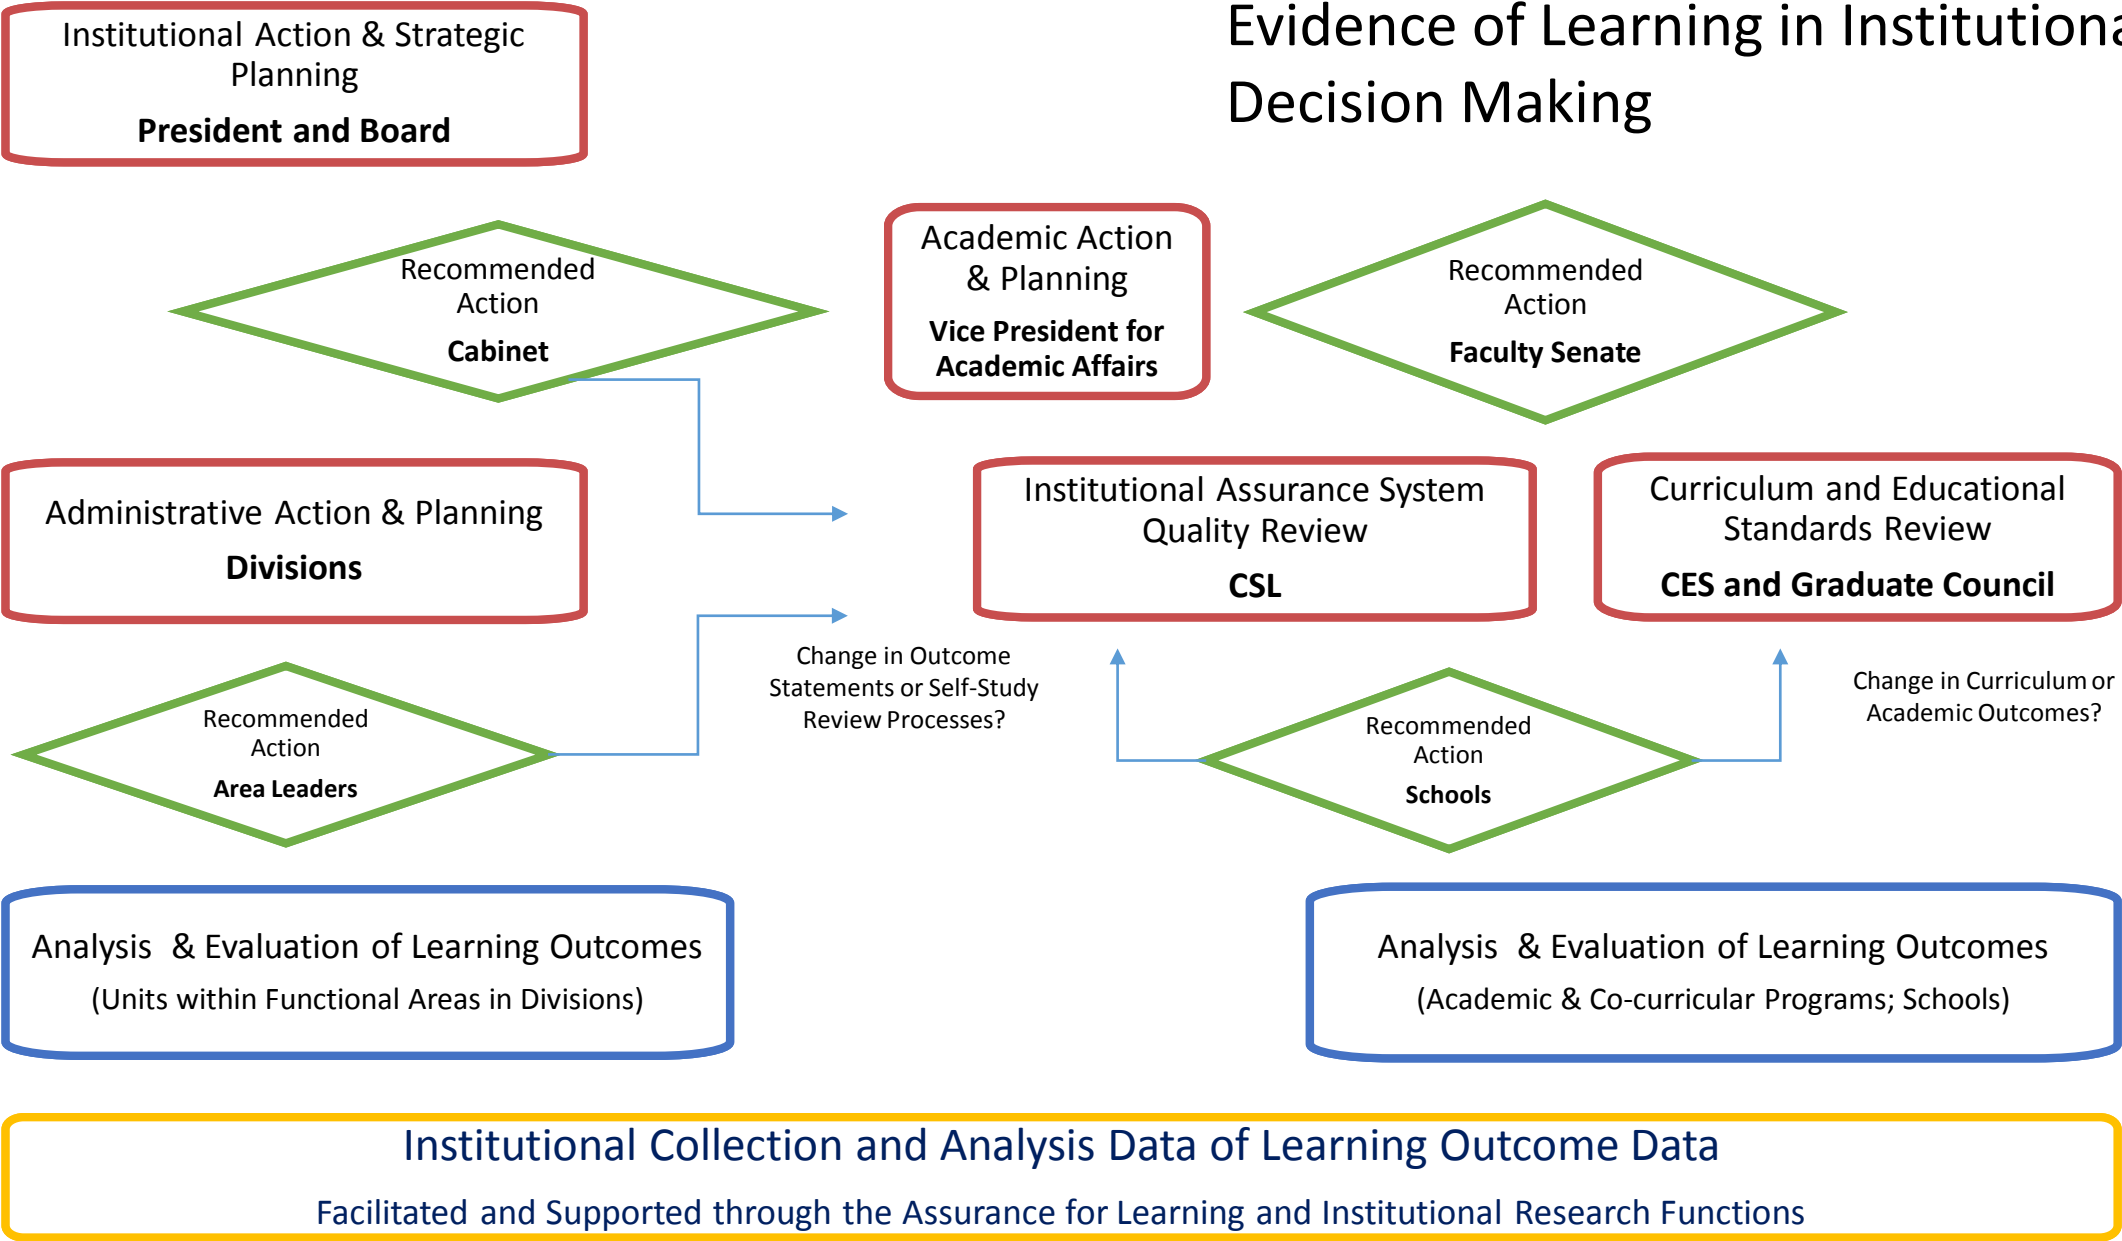 Evidence of Learning in Institutiona
Decision Making
Institutional Action & Strategic
Planning
President and Board
Recommended
Action
Cabinet
Academic Action
& Planning
Vice President for
Academic Affairs
Recommended
Action
Faculty Senate
Administrative Action & Planning
Divisions
Institutional Assurance System
Quality Review
CSL
Curriculum and Educational
Standards Review
CES and Graduate Council
Change in Outcome
Statements or Self-Study
Review Processes?
Change in Curriculum or
Academic Outcomes?
Recommended
Action
Area Leaders
Recommended
Action
Schools
Analysis & Evaluation of Learning Outcomes
(Units within Functional Areas in Divisions)
Analysis & Evaluation of Learning Outcomes
(Academic & Co-curricular Programs; Schools)
Institutional Collection and Analysis Data of Learning Outcome Data
Facilitated and Supported through the Assurance for Learning and Institutional Research Functions